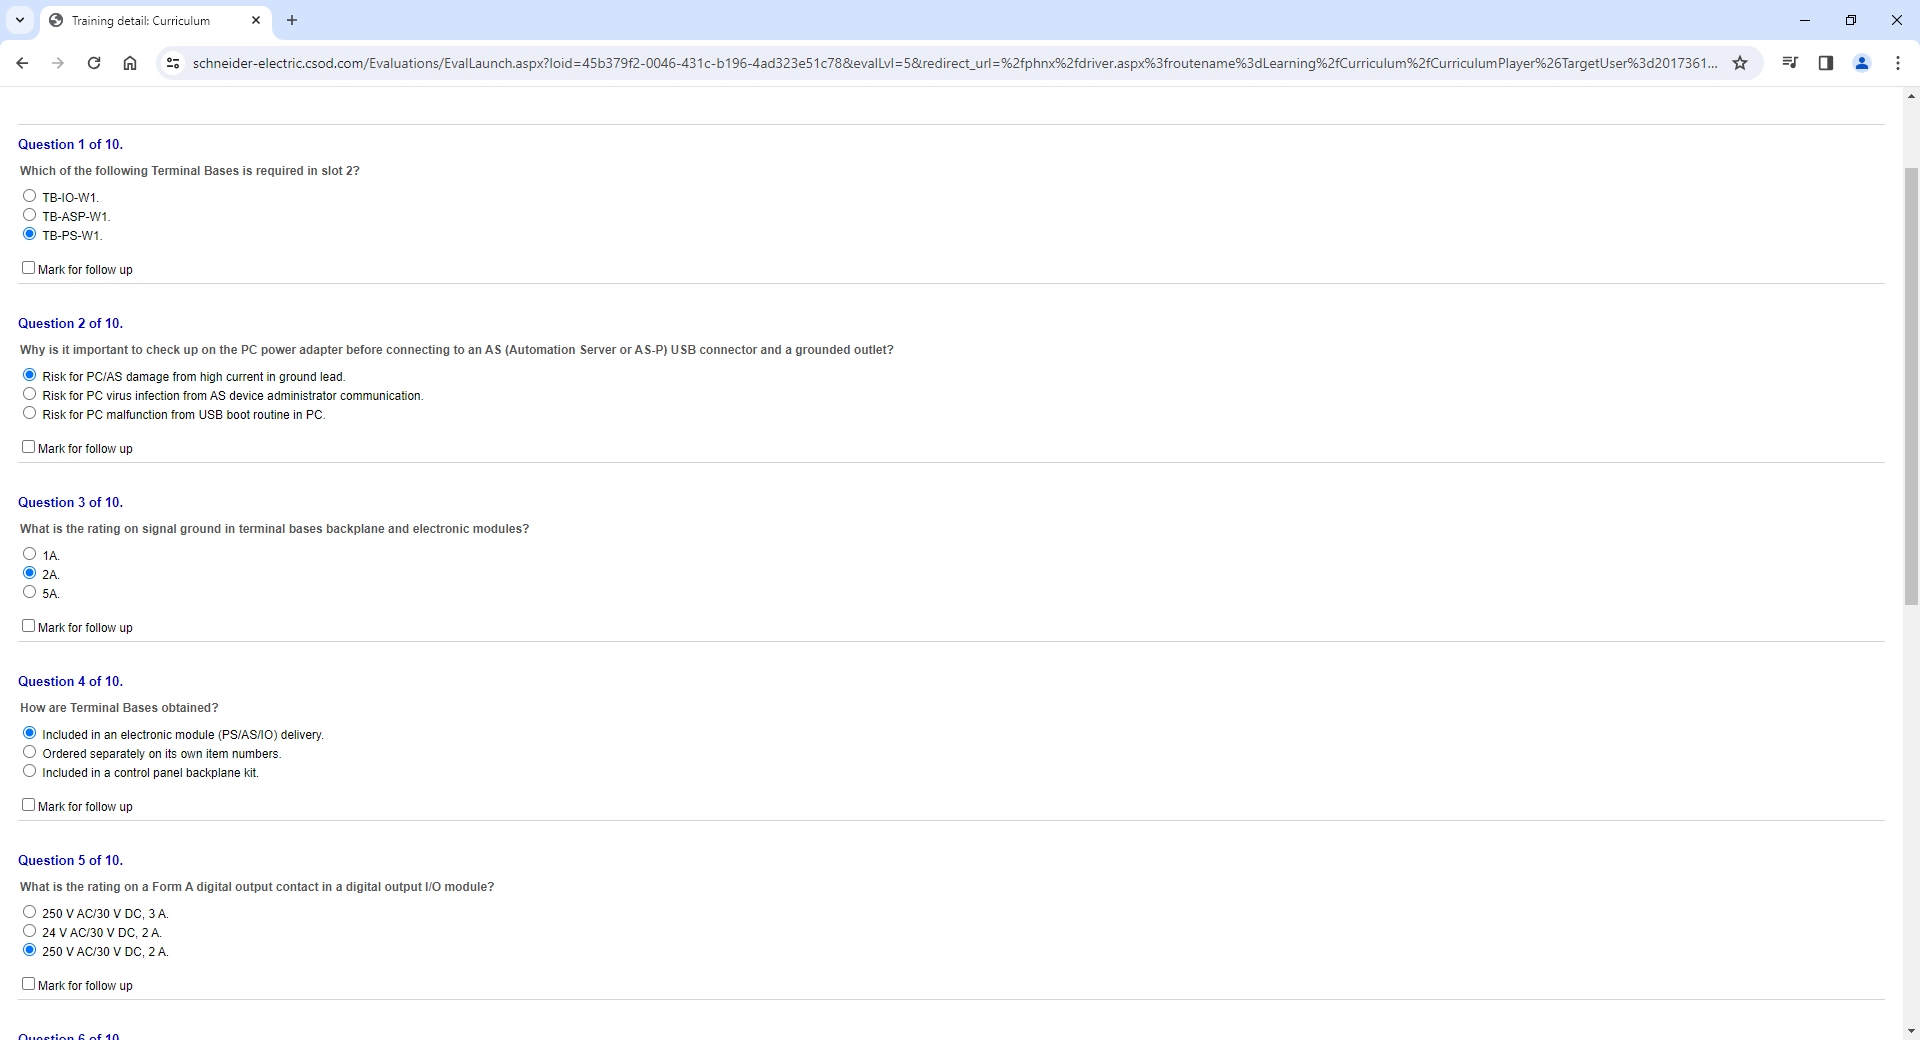 Training detail: Curriculum
schneider-electric.csod.com/Evaluations/EvalLaunch.aspx?loid=45b379f2-0046-431c-b196-4ad323e51c78&evalLvl=5&redirect_url=%2fphnx%2fdriver.aspx%3froutename%3dLearning%2fCurriculum%2fCurriculumPlayer%26TargetUser%3d2017361...
Question 1 of 10.
Which of the following Terminal Bases is required in slot 2?
TB-IO-W1.
TB-ASP-W1.
TB-PS-W1.
Mark for follow up
Question 2 of 10.
Why is it important to check up on the PC power adapter before connecting to an AS (Automation Server or AS-P) USB connector and a grounded outlet?
Risk for PC/AS damage from high current in ground lead.
Risk for PC virus infection from AS device administrator communication.
Risk for PC malfunction from USB boot routine in PC.
Mark for follow up
Question 3 of 10.
What is the rating on signal ground in terminal bases backplane and electronic modules?
1A.
2A.
5A.
Mark for follow up
Question 4 of 10.
How are Terminal Bases obtained?
Included in an electronic module (PS/AS/IO) delivery.
Ordered separately on its own item numbers.
Included in a control panel backplane kit.
Mark for follow up
Question 5 of 10.
What is the rating on a Form A digital output contact in a digital output I/O module?
250 V AC/30 V DC, 3 A.
24 V AC/30 V DC, 2 A.
250 V AC/30 V DC, 2 A.
Mark for follow up
Question 6 of 10.